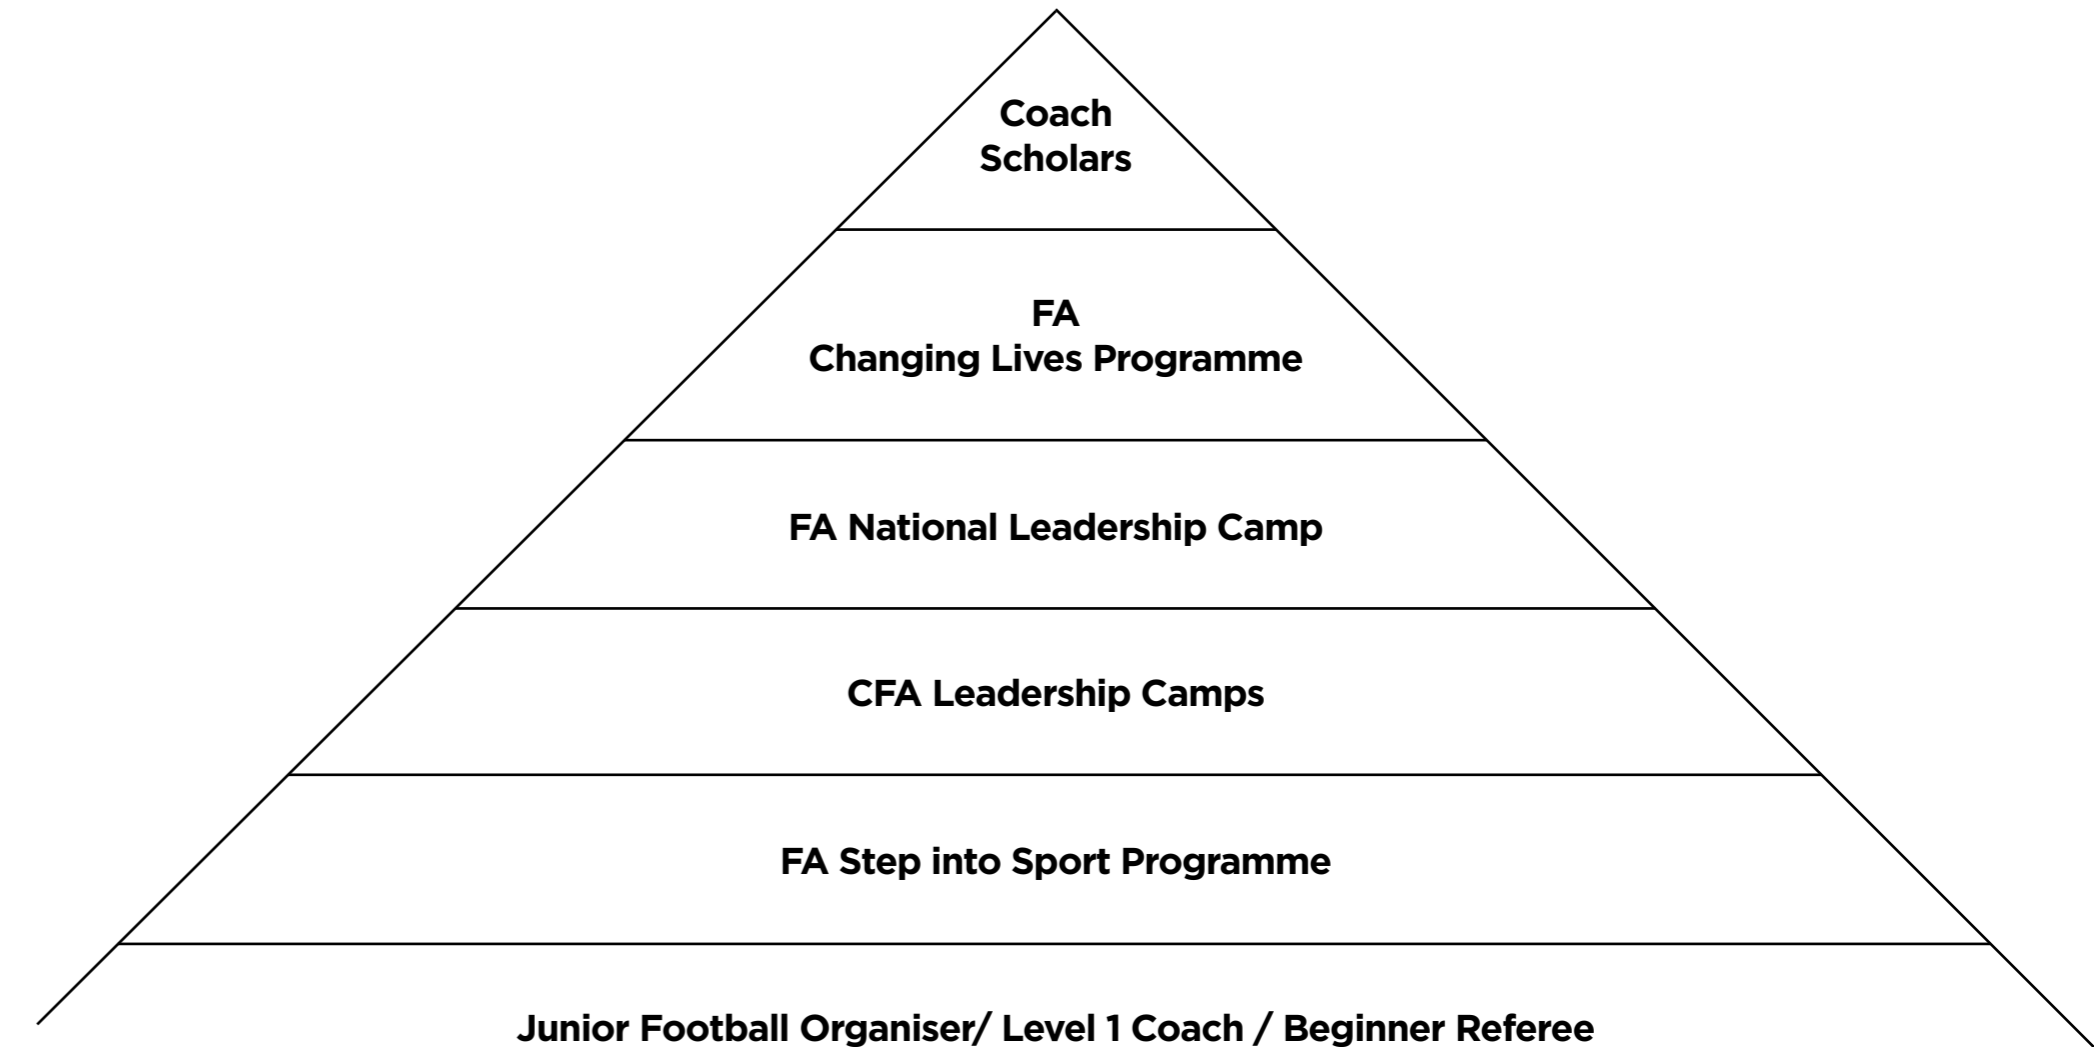 Coach
Scholars
FA
Changing Lives Programme
FA National Leadership Camp
CFA Leadership Camps
FA Step into Sport Programme
Junior Football Organiser/ Level 1 Coach / Beginner Referee